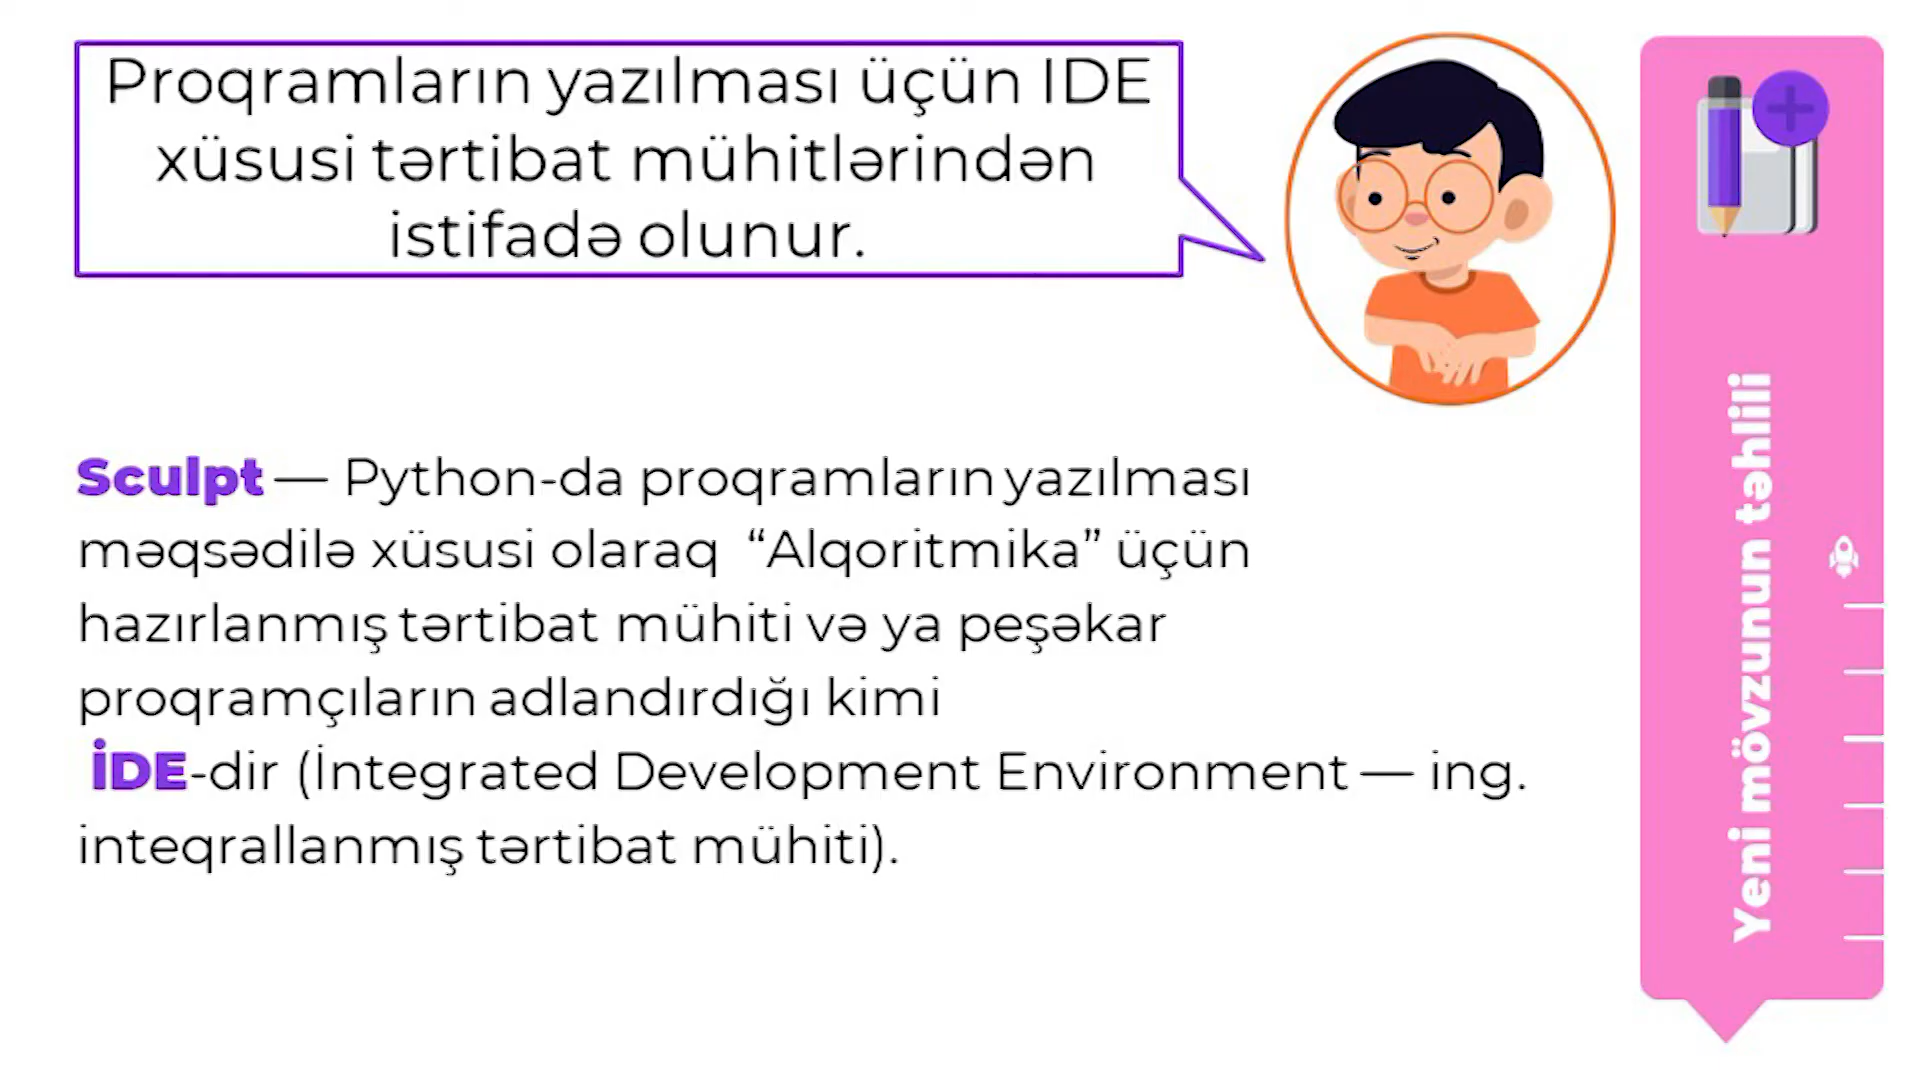 Proqramların yazılması üçün IDE
xüsusi tərtibat mühitlərindən
istifadə olunur.
Sculpt — Python-da proqramların yazılması
məqsədilə xüsusi olaraq “Alqoritmika” üçün
hazırlanmış tərtibat mühiti və ya peşəkar
proqramçıların adlandırdığı kimi
İDE-dir (İntegrated Development Environment — ing.
inteqrallanmış tərtibat mühiti).
Yeni mövzunun təhlili